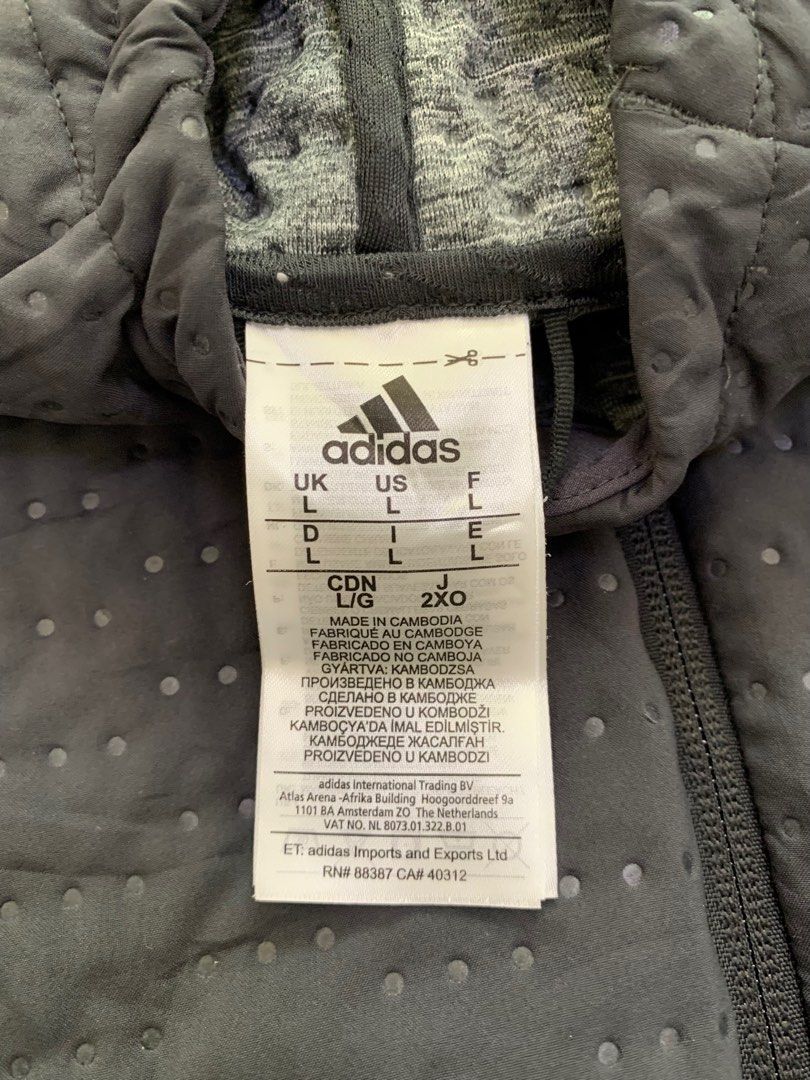 adidas
UK US F
L L L
D I E
L L L
CDN J
L/G 2XO
MADE IN CAMBODIA
FABRIQUÉ AU CAMBODGE
FABRICADO EN CAMBOYA
FABRICADO NO CAMBOJA
GYÁRTVA: KAMBODZSA
ПРОИЗВЕДЕНО В КАМБОДЖА
СДЕЛАНО В КАМБОДЖЕ
PROIZVEDENO U KOMBODŽI
KAMBOÇYA'DA İMAL EDİLMİŞTİR.
КАМБОДЖЕДЕ ЖАСАЛҒАН
PROIZVEDENO U KAMBODZI
adidas International Trading BV
Atlas Arena -Afrika Building Hoogoorddreef 9a
1101 BA Amsterdam ZO The Netherlands
VAT NO. NL 8073.01.322.B.01
ET: adidas Imports and Exports Ltd
RN# 88387 CA# 40312